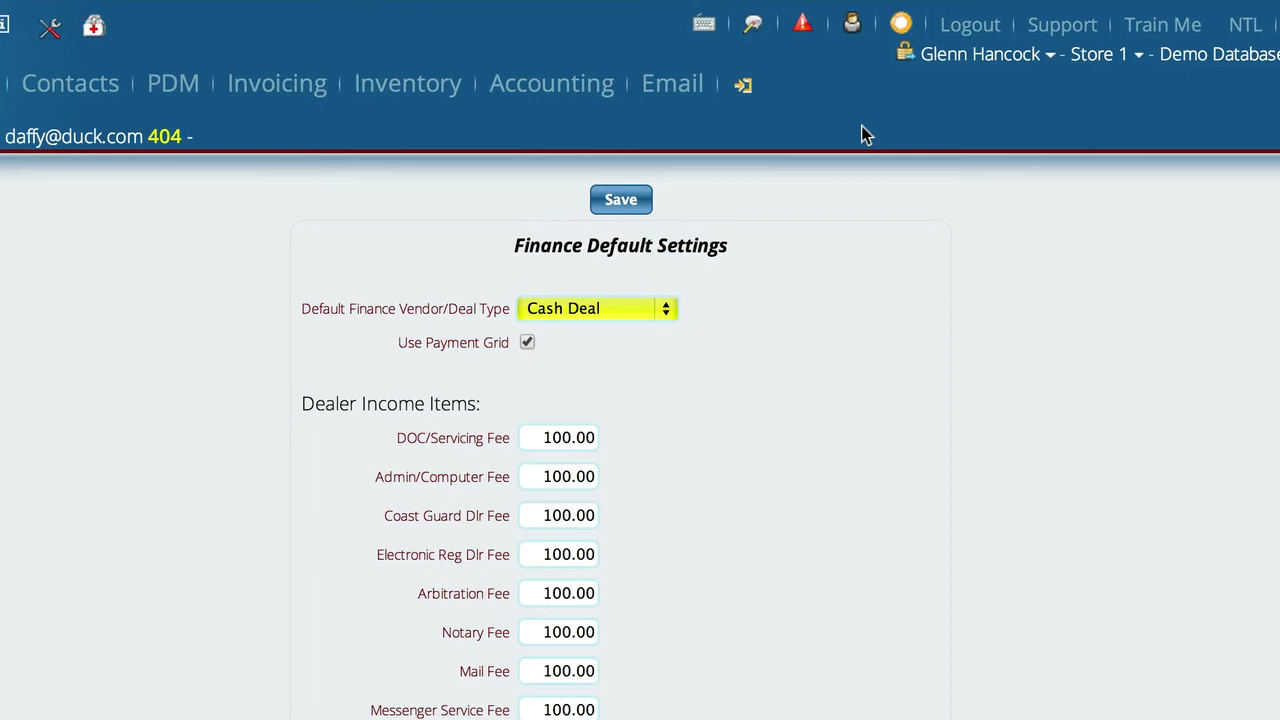 Logout Support Train Me NTL
Glenn Hancock - Store 1 - Demo Database
Contacts PDM Invoicing Inventory Accounting Email
daffy@duck.com 404 -
Save
Finance Default Settings
Default Finance Vendor/Deal Type Cash Deal
Use Payment Grid
Dealer Income Items:
DOC/Servicing Fee 100.00
Admin/Computer Fee 100.00
Coast Guard Dlr Fee 100.00
Electronic Reg Dlr Fee 100.00
Arbitration Fee 100.00
Notary Fee 100.00
Mail Fee 100.00
Messenger Service Fee 100.00